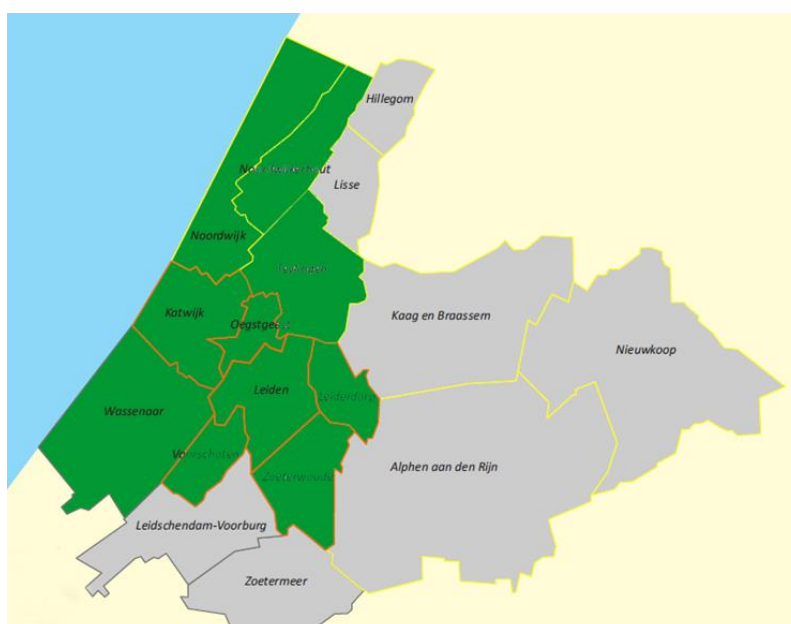 Hillegom
Noordwijkerhout
Lisse
Noordwijk
Teylingen
Katwijk
Oegstgeest
Kaag en Braassem
Nieuwkoop
Leiden
Leiderdorp
Wassenaar
Voorschoten
Zoeterwoude
Alphen aan den Rijn
Leidschendam-Voorburg
Zoetermeer